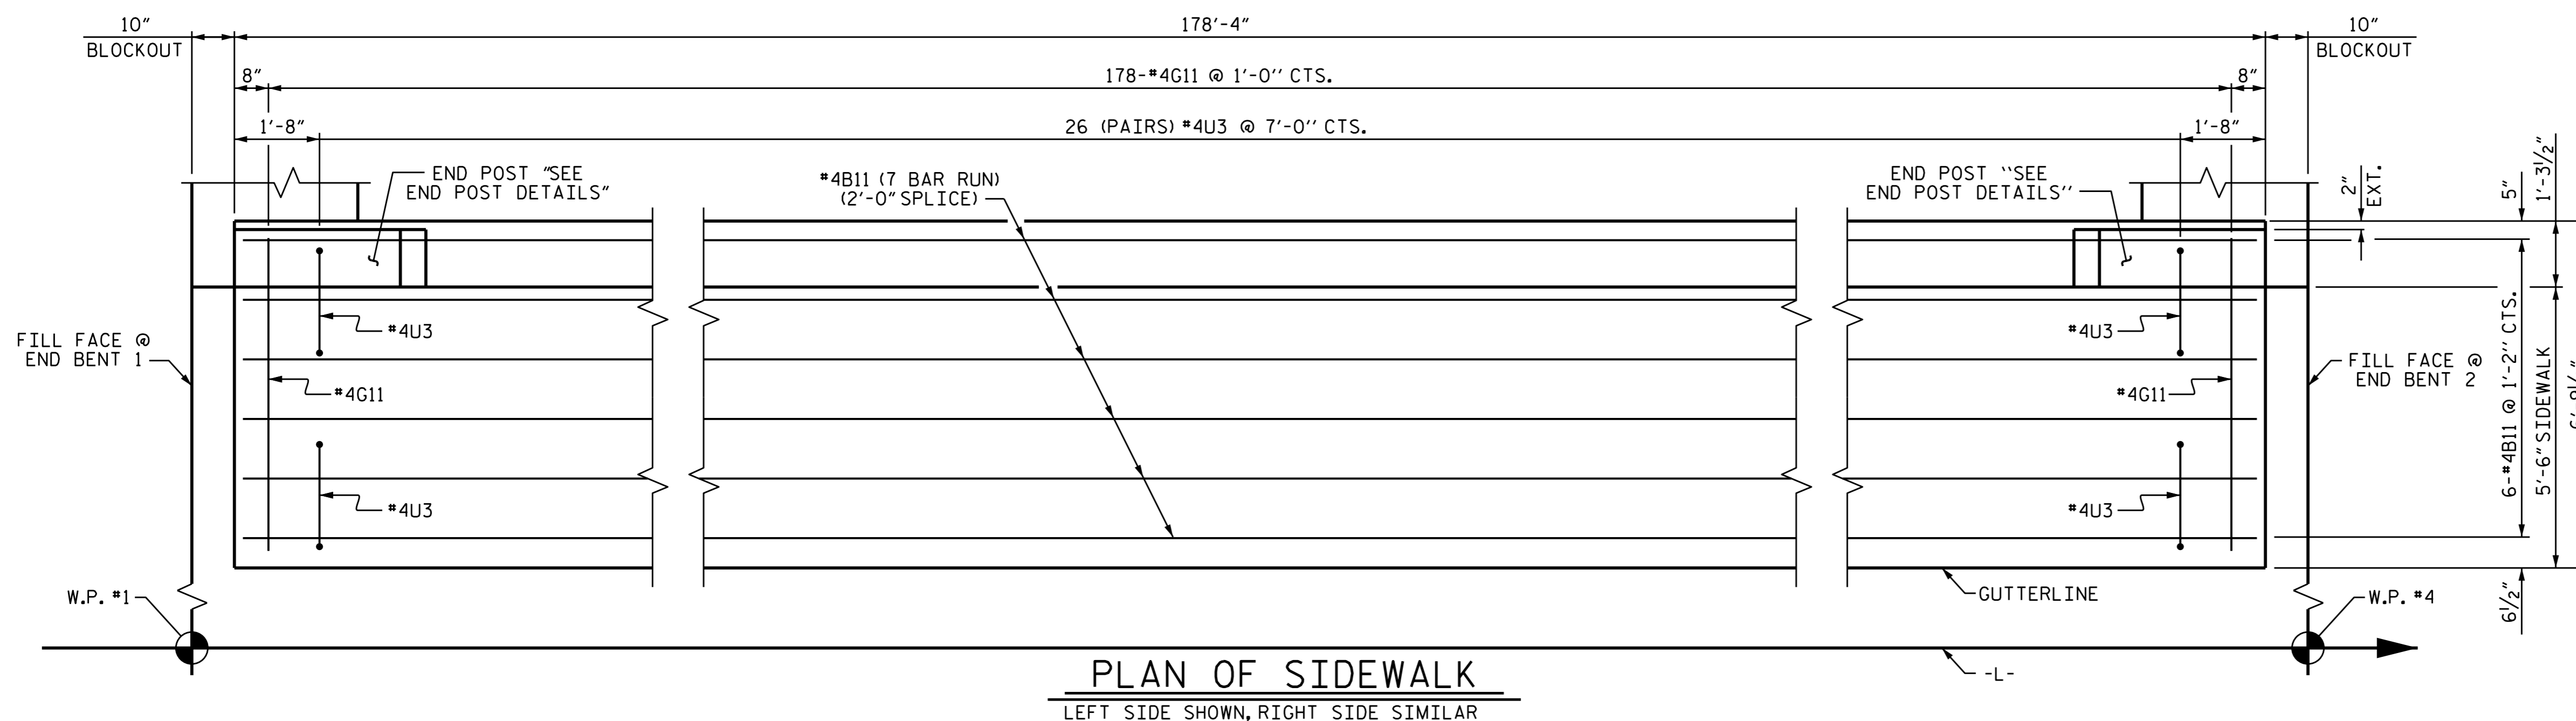 10"
BLOCKOUT
178'-4"
10"
BLOCKOUT
8"
178-#4G11 @ 1'-0'' CTS.
8"
1'-8"
26 (PAIRS) #4U3 @ 7'-0'' CTS.
1'-8"
END POST "SEE
END POST DETAILS"
#4B11 (7 BAR RUN)
(2'-0" SPLICE)
END POST ``SEE
END POST DETAILS''
2"
EXT.
5"
1'-3½"
#4U3
#4U3
FILL FACE @
END BENT 1
FILL FACE @
END BENT 2
#4G11
#4G11
6-#4B11 @ 1'-2'' CTS.
5'-6" SIDEWALK
#4U3
#4U3
6½"
W.P. #1
GUTTERLINE
W.P. #4
PLAN OF SIDEWALK
-L-
LEFT SIDE SHOWN, RIGHT SIDE SIMILAR